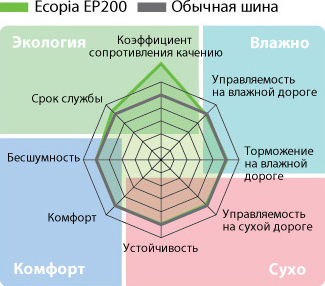 Ecopia EP200 Обычная шина
Экология
Коэффициент
сопротивления качению
Влажно
Управляемость
на влажной дороге
Срок службы
Бесшумность
Торможение
на влажной
дороге
Комфорт
Управляемость
на сухой дороге
Устойчивость
Комфорт
Сухо